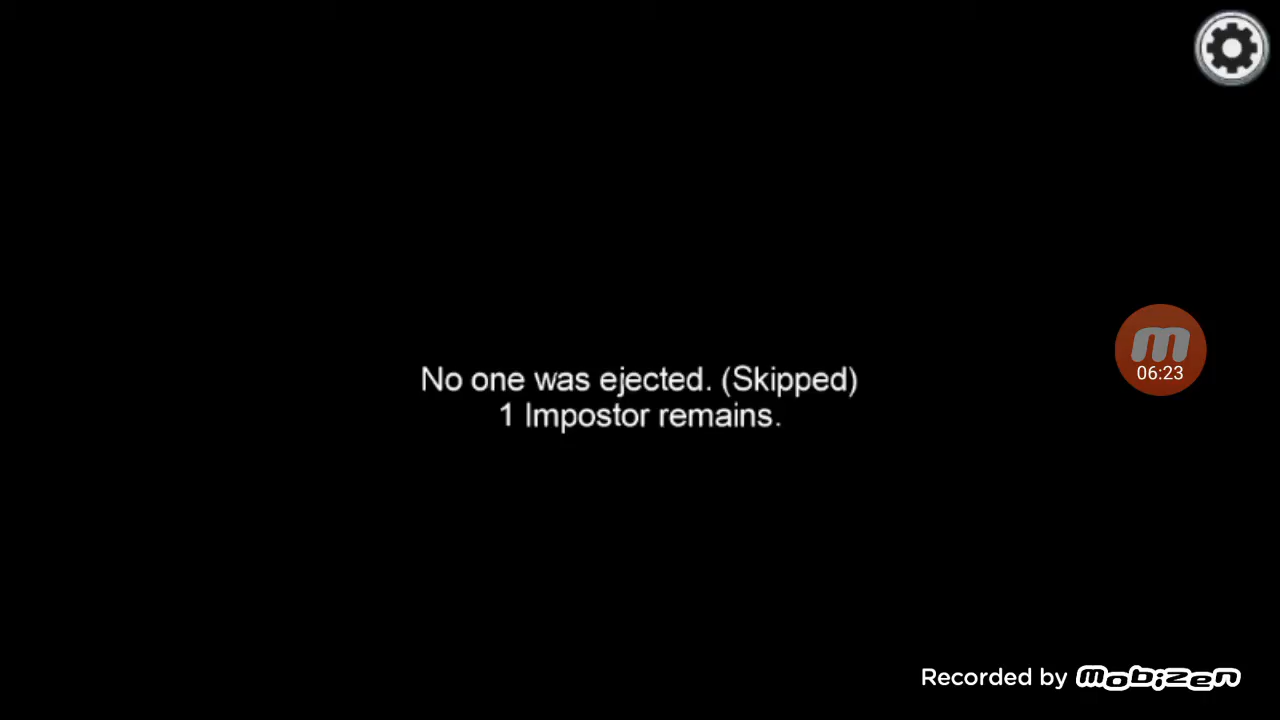 No one was ejected. (Skipped)
1 Impostor remains.
m
06:23
Recorded by mobizen